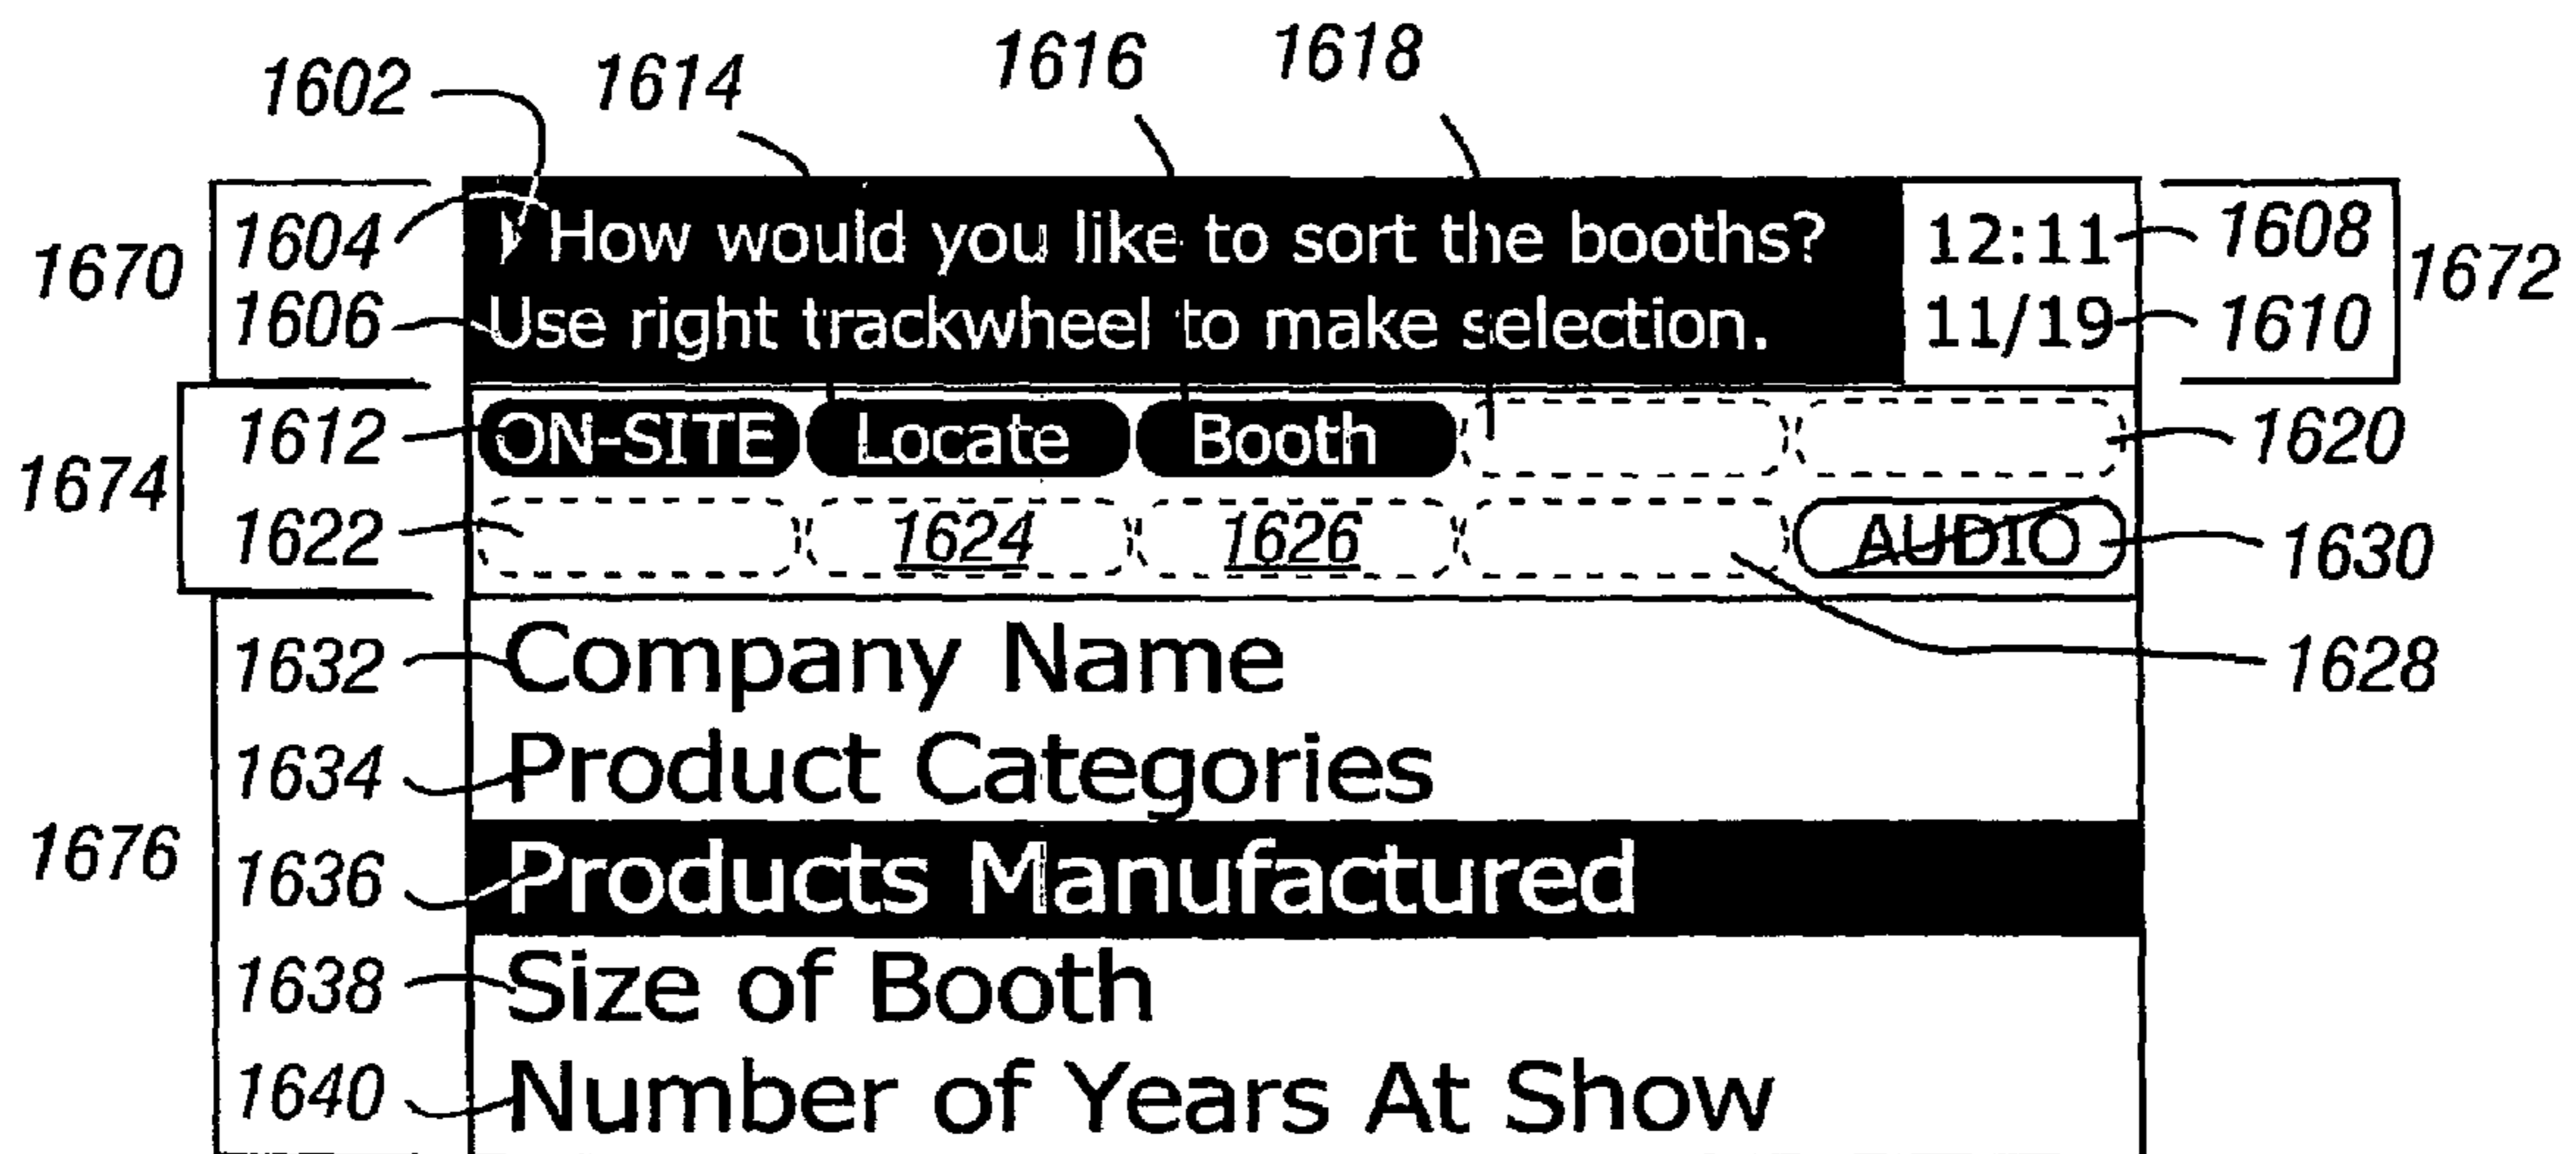 1602 1614 1616 1618
1670 1604 How would you like to sort the booths? 12:11 1608 1672
1606 Use right trackwheel to make selection. 11/19 1610
1674 1612 ON-SITE Locate Booth 1620
1622 1624 1626 AUDIO 1630
1632 Company Name 1628
1634 Product Categories
1676 1636 Products Manufactured
1638 Size of Booth
1640 Number of Years At Show